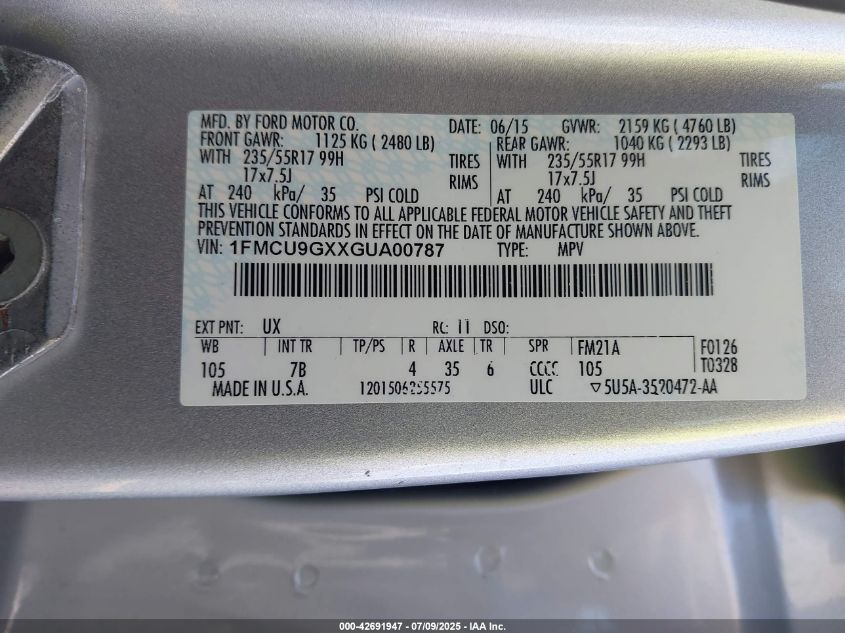 MFD. BY FORD MOTOR CO. DATE: 06/15 GVWR: 2159 KG ( 4760 LB)
FRONT GAWR: 1125 KG ( 2480 LB) REAR GAWR: 1040 KG ( 2293 LB)
WITH 235/55R17 99H TIRES WITH 235/55R17 99H TIRES
17x7.5J RIMS 17x7.5J RIMS
AT 240 kPa/ 35 PSI COLD AT 240 kPa/ 35 PSI COLD
THIS VEHICLE CONFORMS TO ALL APPLICABLE FEDERAL MOTOR VEHICLE SAFETY AND THEFT
PREVENTION STANDARDS IN EFFECT ON THE DATE OF MANUFACTURE SHOWN ABOVE.
VIN: 1FMCU9GXXGUA00787 TYPE: MPV
EXT PNT: UX RC: 11 DSO:
WB INT TR TP/PS R AXLE TR SPR FM21A F0126
105 7B 4 35 6 CCCC 105 T0328
MADE IN U.S.A. ULC ▽5U5A-3520472-AA
000-42691947 / 07/09/2025 - IAA Inc.